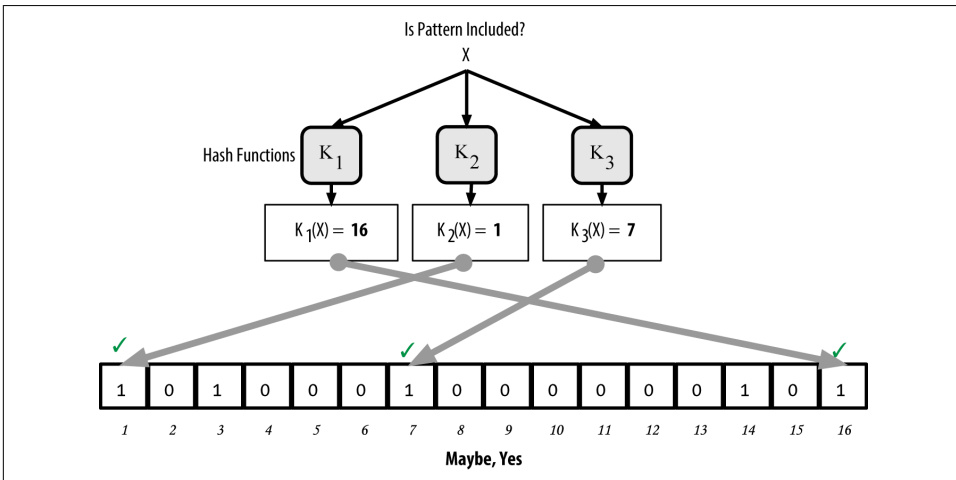 Is Pattern Included?
X
Hash Functions K1 K2 K3
K1(X) = 16 K2(X) = 1 K3(X) = 7
✓ ✓ ✓
1 0 1 0 0 0 1 0 0 0 0 0 0 1 0 1
1 2 3 4 5 6 7 8 9 10 11 12 13 14 15 16
Maybe, Yes